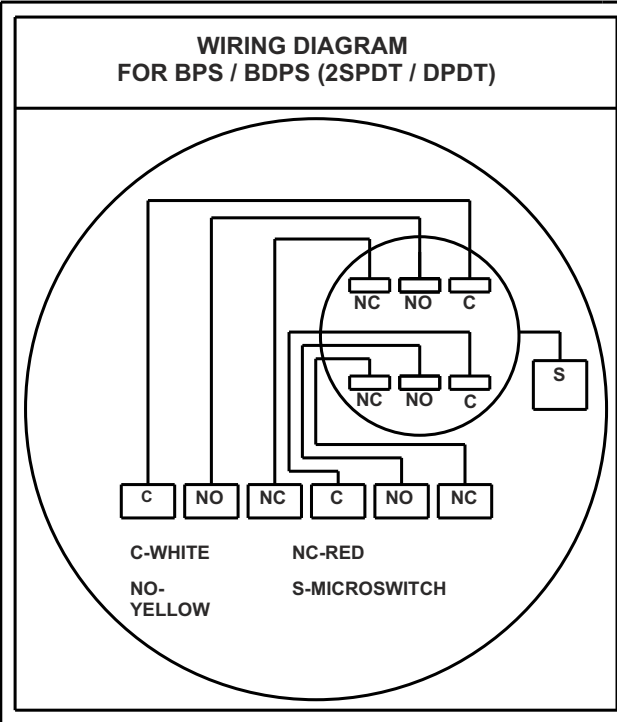 WIRING DIAGRAM
FOR BPS / BDPS (2SPDT / DPDT)
NC NO C
S
NC NO C
C NO NC C NO NC
C-WHITE NC-RED
NO- S-MICROSWITCH
YELLOW